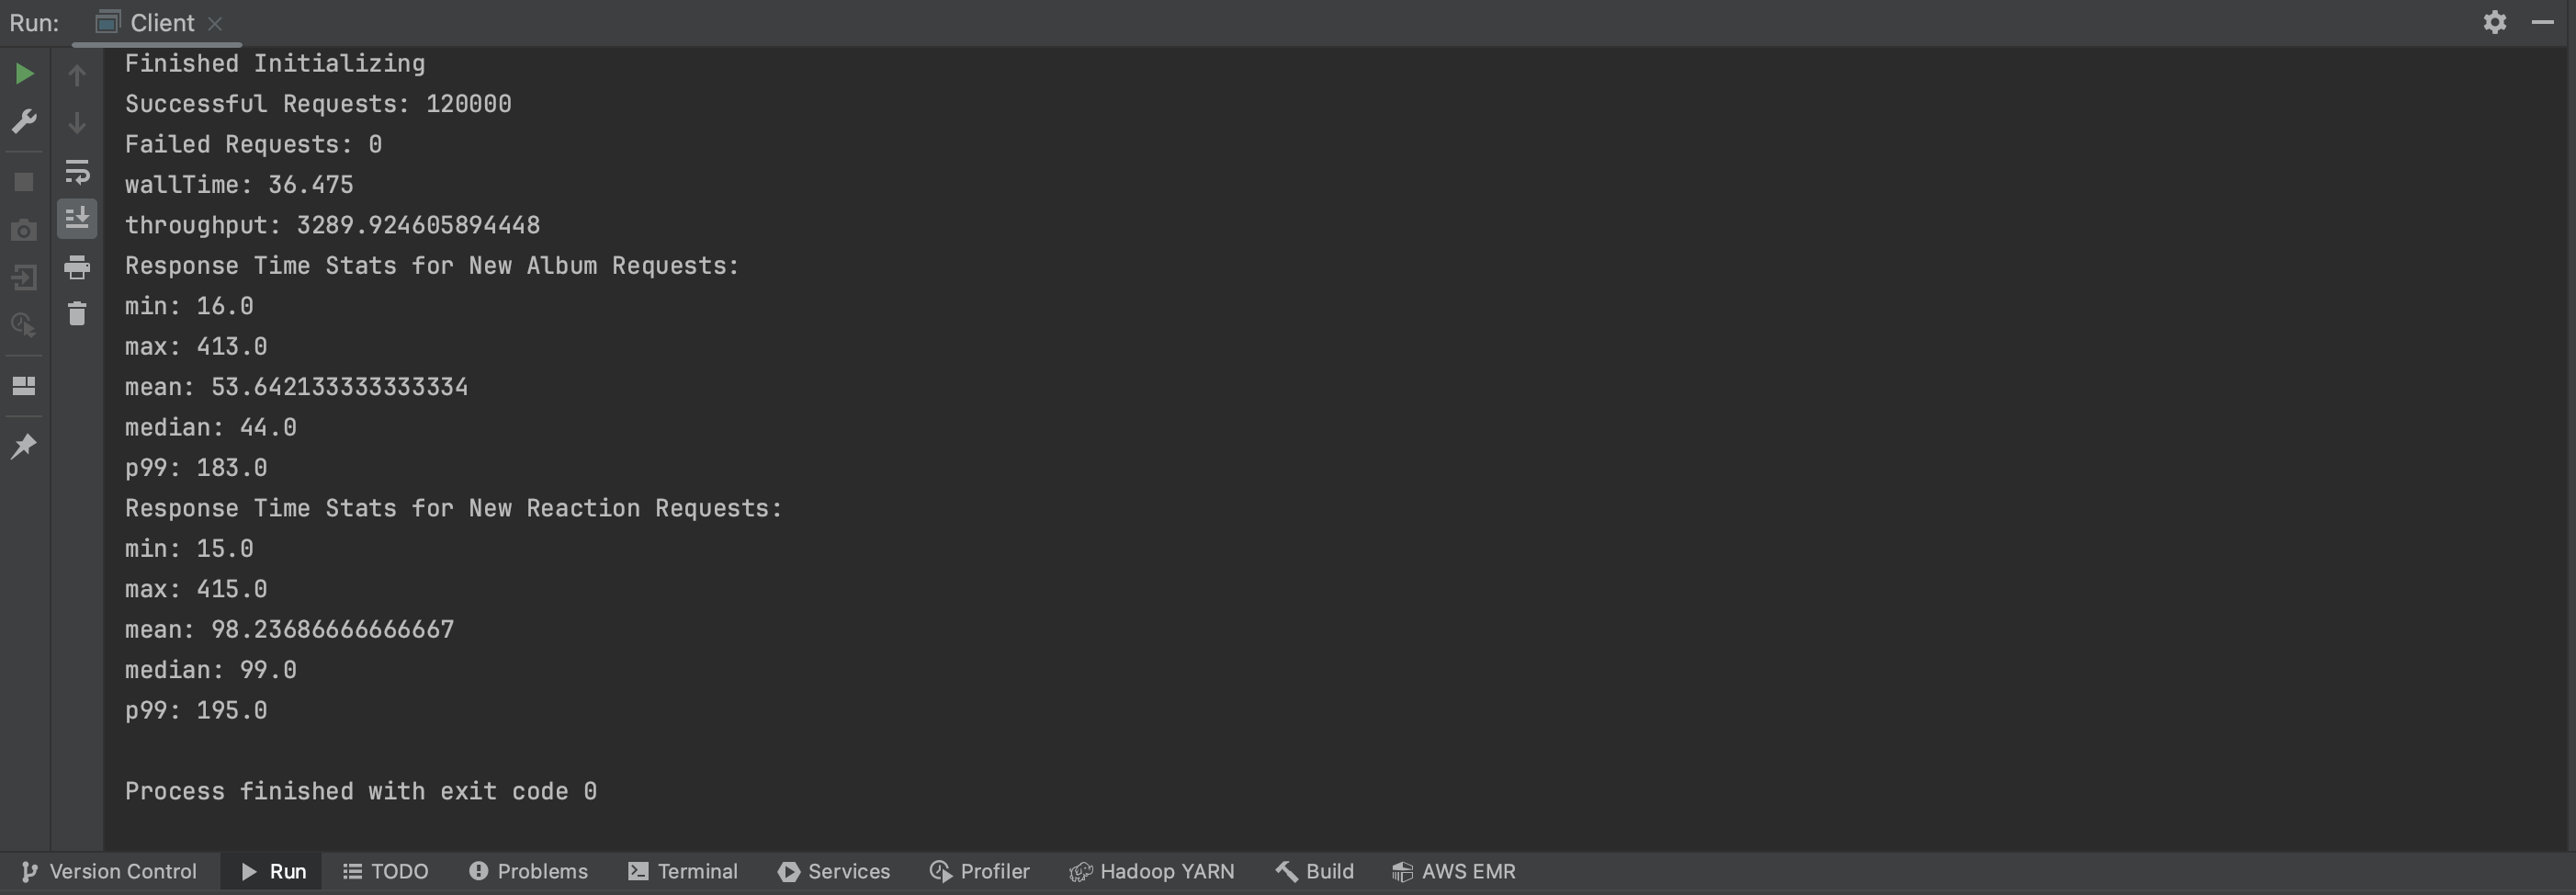 Run: Client
Finished Initializing
Successful Requests: 120000
Failed Requests: 0
wallTime: 36.475
throughput: 3289.924605894448
Response Time Stats for New Album Requests:
min: 16.0
max: 413.0
mean: 53.642133333333334
median: 44.0
p99: 183.0
Response Time Stats for New Reaction Requests:
min: 15.0
max: 415.0
mean: 98.23686666666667
median: 99.0
p99: 195.0
Process finished with exit code 0
Version Control Run TODO Problems Terminal Services Profiler Hadoop YARN Build AWS EMR